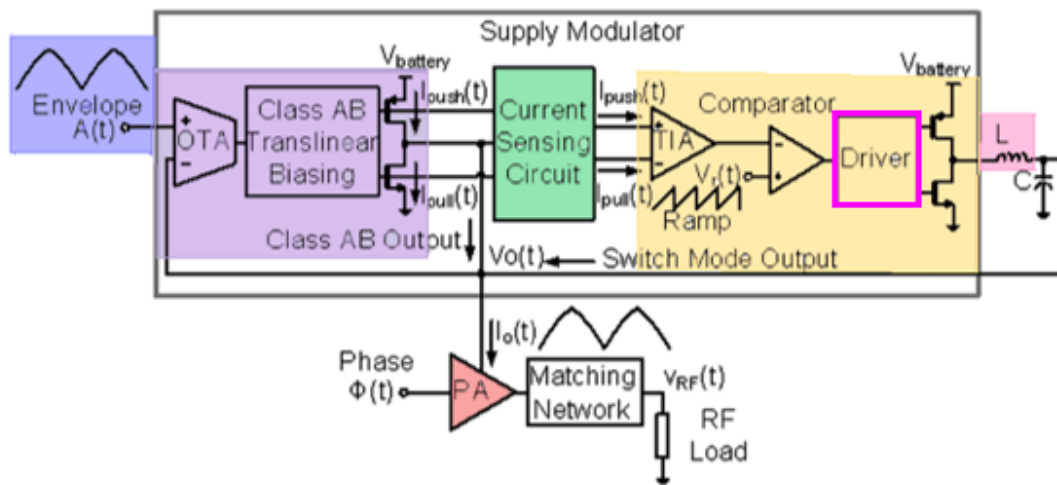 Supply Modulator
Envelope
A(t)
+
OTA
−
Class AB
Translinear
Biasing
Vbattery
Ipush(t)
Ipull(t)
Class AB Output
Current
Sensing
Circuit
Ipush(t)
Ipull(t)
+
TIA
−
Comparator
−
+
Vr(t)
Ramp
Driver
Vbattery
L
C
Vo(t)
Switch Mode Output
Io(t)
Phase
Φ(t)
PA
Matching
Network
vRF(t)
RF
Load